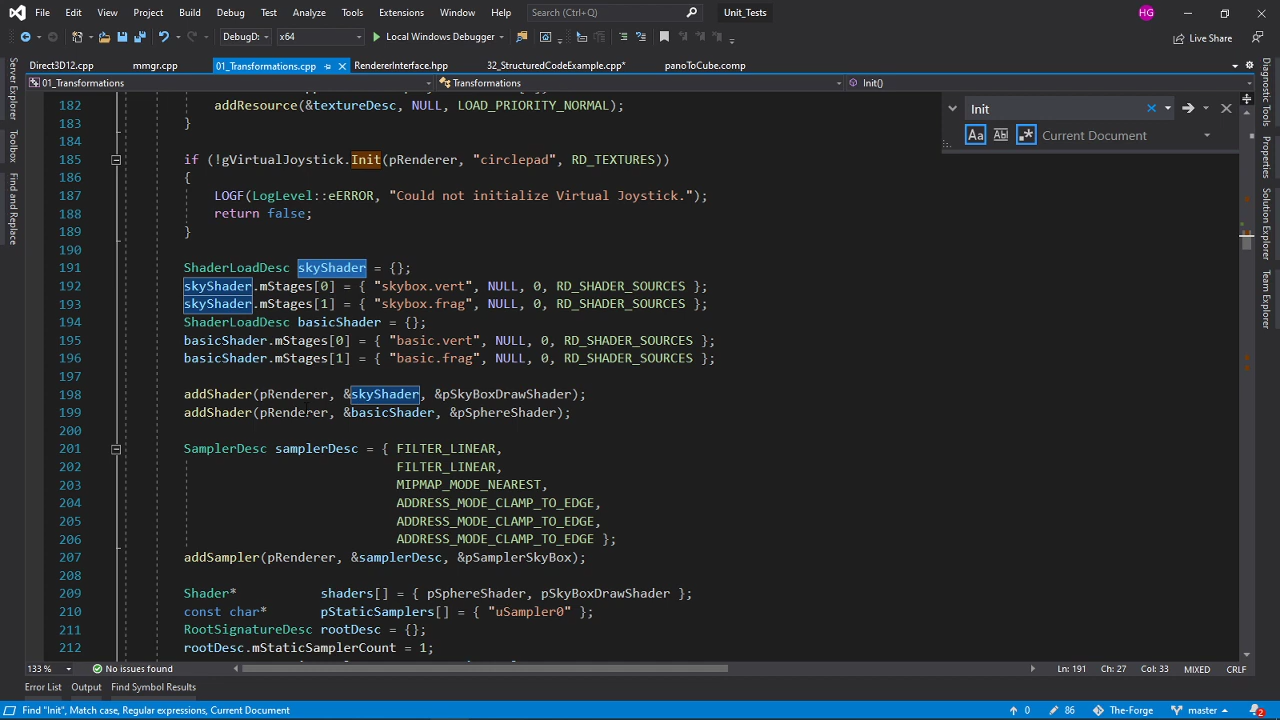 File Edit View Project Build Debug Test Analyze Tools Extensions Window Help Search (Ctrl+Q) Unit_Tests HG
DebugD: x64 Local Windows Debugger Live Share
Direct3D12.cpp mmgr.cpp 01_Transformations.cpp RendererInterface.hpp 32_StructuredCodeExample.cpp* panoToCube.comp
01_Transformations Transformations Init()
Init
Aa Current Document
182 addResource(&textureDesc, NULL, LOAD_PRIORITY_NORMAL);
183 }
184
185 if (!gVirtualJoystick.Init(pRenderer, "circlepad", RD_TEXTURES))
186 {
187 LOGF(LogLevel::eERROR, "Could not initialize Virtual Joystick.");
188 return false;
189 }
190
191 ShaderLoadDesc skyShader = {};
192 skyShader.mStages[0] = { "skybox.vert", NULL, 0, RD_SHADER_SOURCES };
193 skyShader.mStages[1] = { "skybox.frag", NULL, 0, RD_SHADER_SOURCES };
194 ShaderLoadDesc basicShader = {};
195 basicShader.mStages[0] = { "basic.vert", NULL, 0, RD_SHADER_SOURCES };
196 basicShader.mStages[1] = { "basic.frag", NULL, 0, RD_SHADER_SOURCES };
197
198 addShader(pRenderer, &skyShader, &pSkyBoxDrawShader);
199 addShader(pRenderer, &basicShader, &pSphereShader);
200
201 SamplerDesc samplerDesc = { FILTER_LINEAR,
202 FILTER_LINEAR,
203 MIPMAP_MODE_NEAREST,
204 ADDRESS_MODE_CLAMP_TO_EDGE,
205 ADDRESS_MODE_CLAMP_TO_EDGE,
206 ADDRESS_MODE_CLAMP_TO_EDGE };
207 addSampler(pRenderer, &samplerDesc, &pSamplerSkyBox);
208
209 Shader* shaders[] = { pSphereShader, pSkyBoxDrawShader };
210 const char* pStaticSamplers[] = { "uSampler0" };
211 RootSignatureDesc rootDesc = {};
212 rootDesc.mStaticSamplerCount = 1;
Server Explorer
Toolbox
Find and Replace
Diagnostic Tools
Properties
Solution Explorer
Team Explorer
133 % No issues found Ln: 191 Ch: 27 Col: 33 MIXED CRLF
Error List Output Find Symbol Results
Find "Init", Match case, Regular expressions, Current Document 0 86 The-Forge master 2